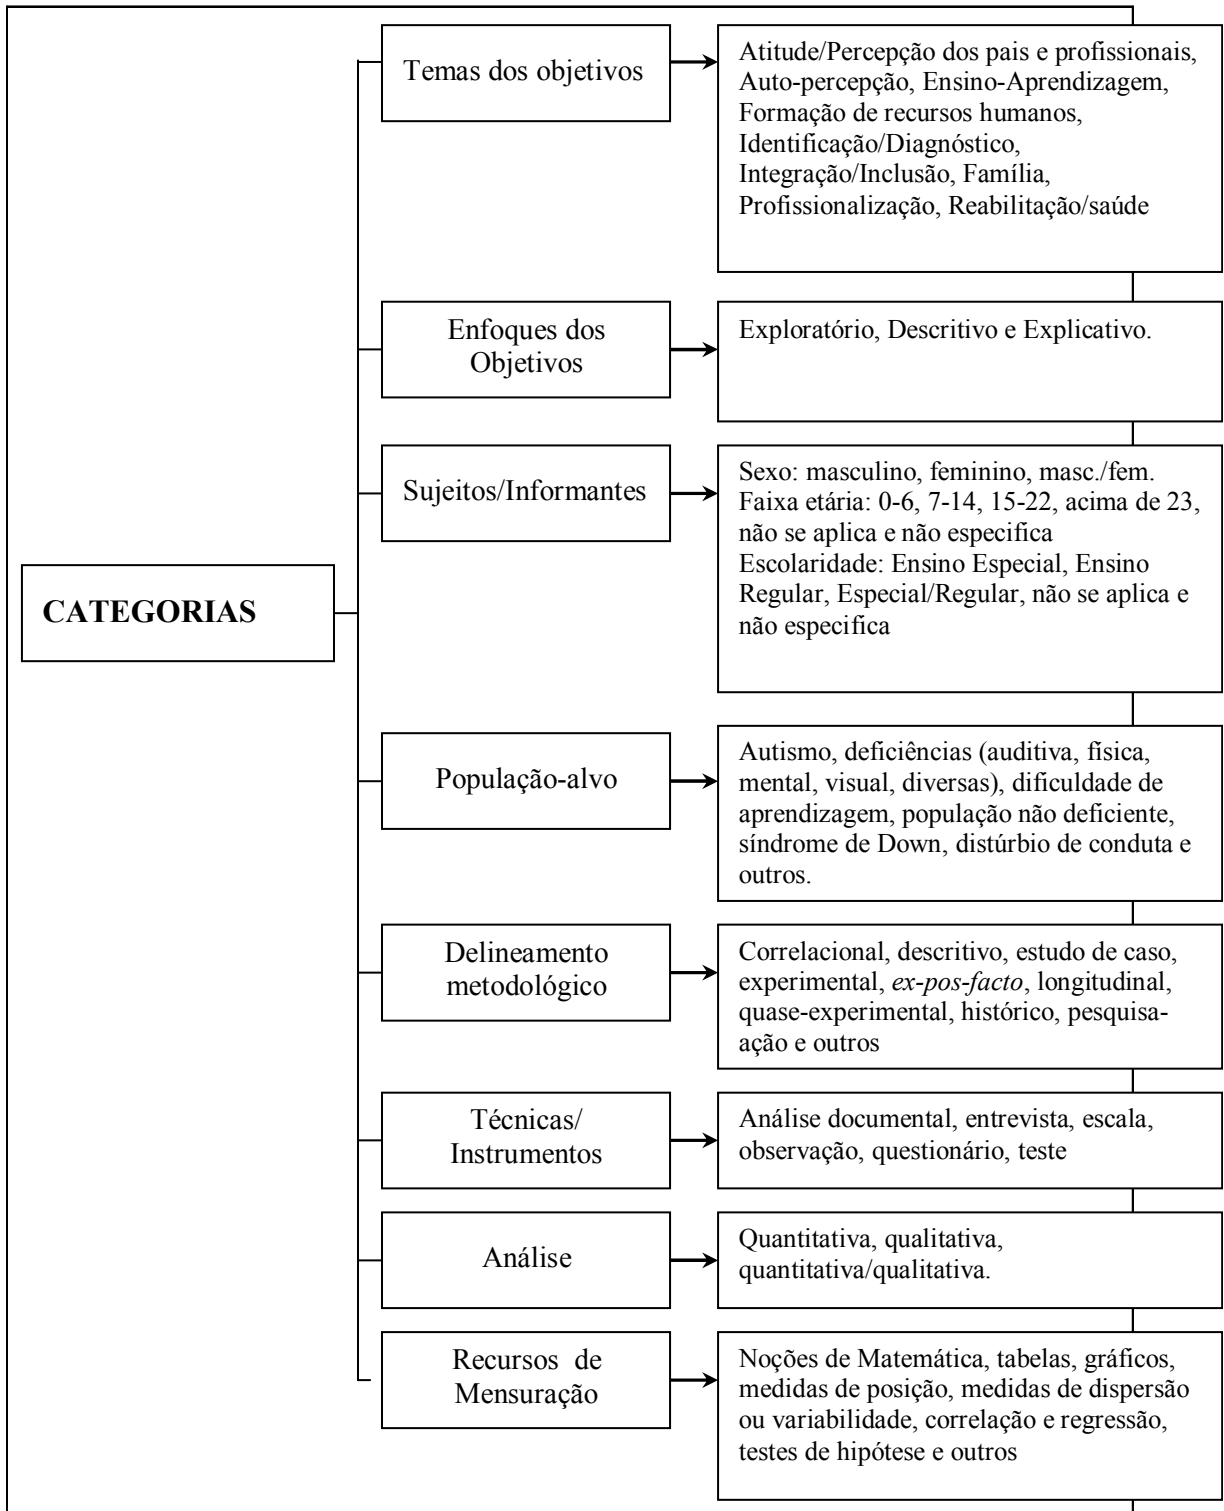 Temas dos objetivos
Atitude/Percepção dos pais e profissionais,
Auto-percepção, Ensino-Aprendizagem,
Formação de recursos humanos,
Identificação/Diagnóstico,
Integração/Inclusão, Família,
Profissionalização, Reabilitação/saúde
Enfoques dos
Objetivos
Exploratório, Descritivo e Explicativo.
Sujeitos/Informantes
Sexo: masculino, feminino, masc./fem.
Faixa etária: 0-6, 7-14, 15-22, acima de 23,
não se aplica e não especifica
Escolaridade: Ensino Especial, Ensino
Regular, Especial/Regular, não se aplica e
não especifica
CATEGORIAS
População-alvo
Autismo, deficiências (auditiva, física,
mental, visual, diversas), dificuldade de
aprendizagem, população não deficiente,
síndrome de Down, distúrbio de conduta e
outros.
Delineamento
metodológico
Correlacional, descritivo, estudo de caso,
experimental, ex-pos-facto, longitudinal,
quase-experimental, histórico, pesquisa-
ação e outros
Técnicas/
Instrumentos
Análise documental, entrevista, escala,
observação, questionário, teste
Análise
Quantitativa, qualitativa,
quantitativa/qualitativa.
Recursos de
Mensuração
Noções de Matemática, tabelas, gráficos,
medidas de posição, medidas de dispersão
ou variabilidade, correlação e regressão,
testes de hipótese e outros